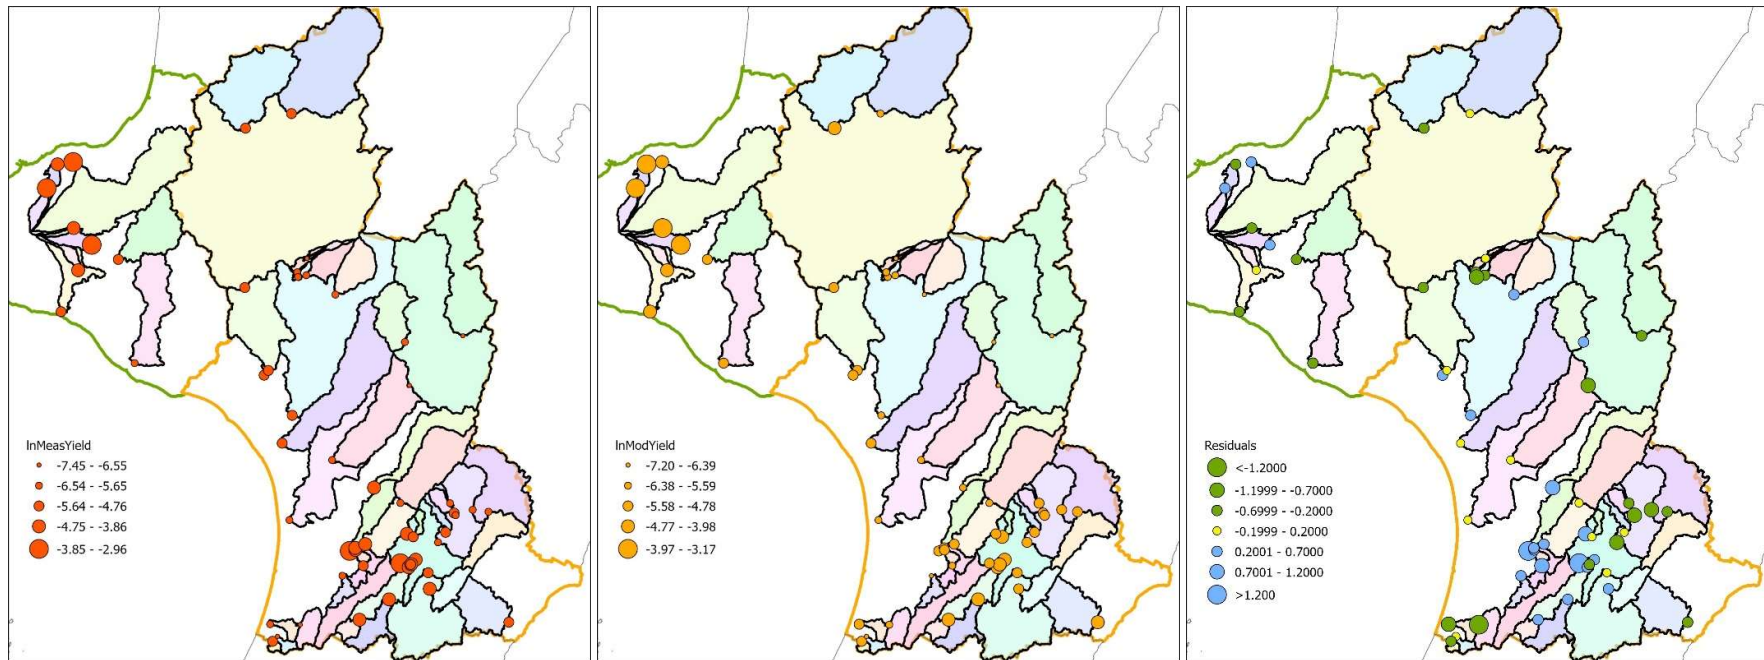 lnMeasYield
-7.45 - -6.55
-6.54 - -5.65
-5.64 - -4.76
-4.75 - -3.86
-3.85 - -2.96
lnModYield
-7.20 - -6.39
-6.38 - -5.59
-5.58 - -4.78
-4.77 - -3.98
-3.97 - -3.17
Residuals
<-1.2000
-1.1999 - -0.7000
-0.6999 - -0.2000
-0.1999 - 0.2000
0.2001 - 0.7000
0.7001 - 1.2000
>1.200